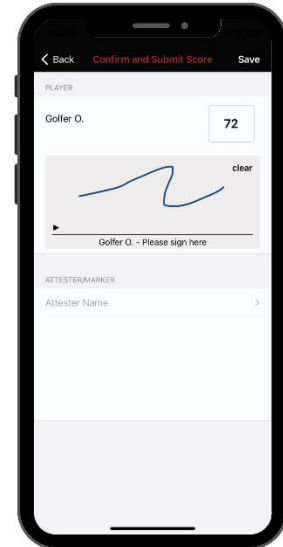 Back Confirm and Submit Score Save
PLAYER
Golfer O. 72
clear
Golfer O. - Please sign here
ATTESTER/MARKER
Attester Name